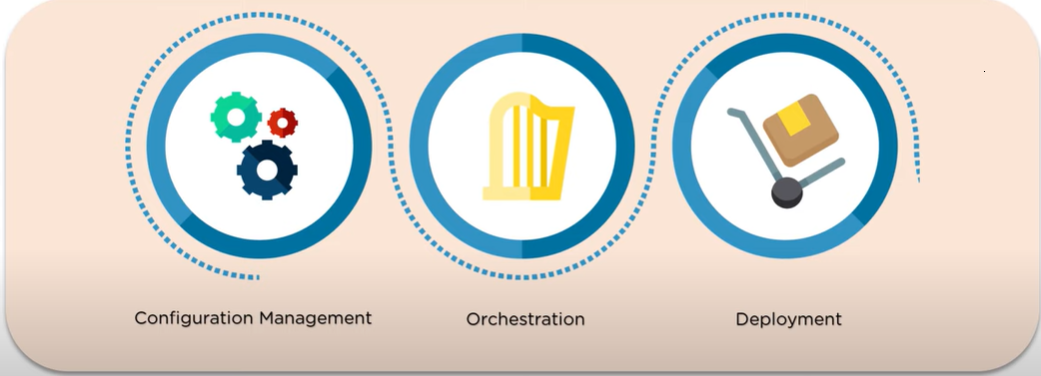 Configuration Management
Orchestration
Deployment